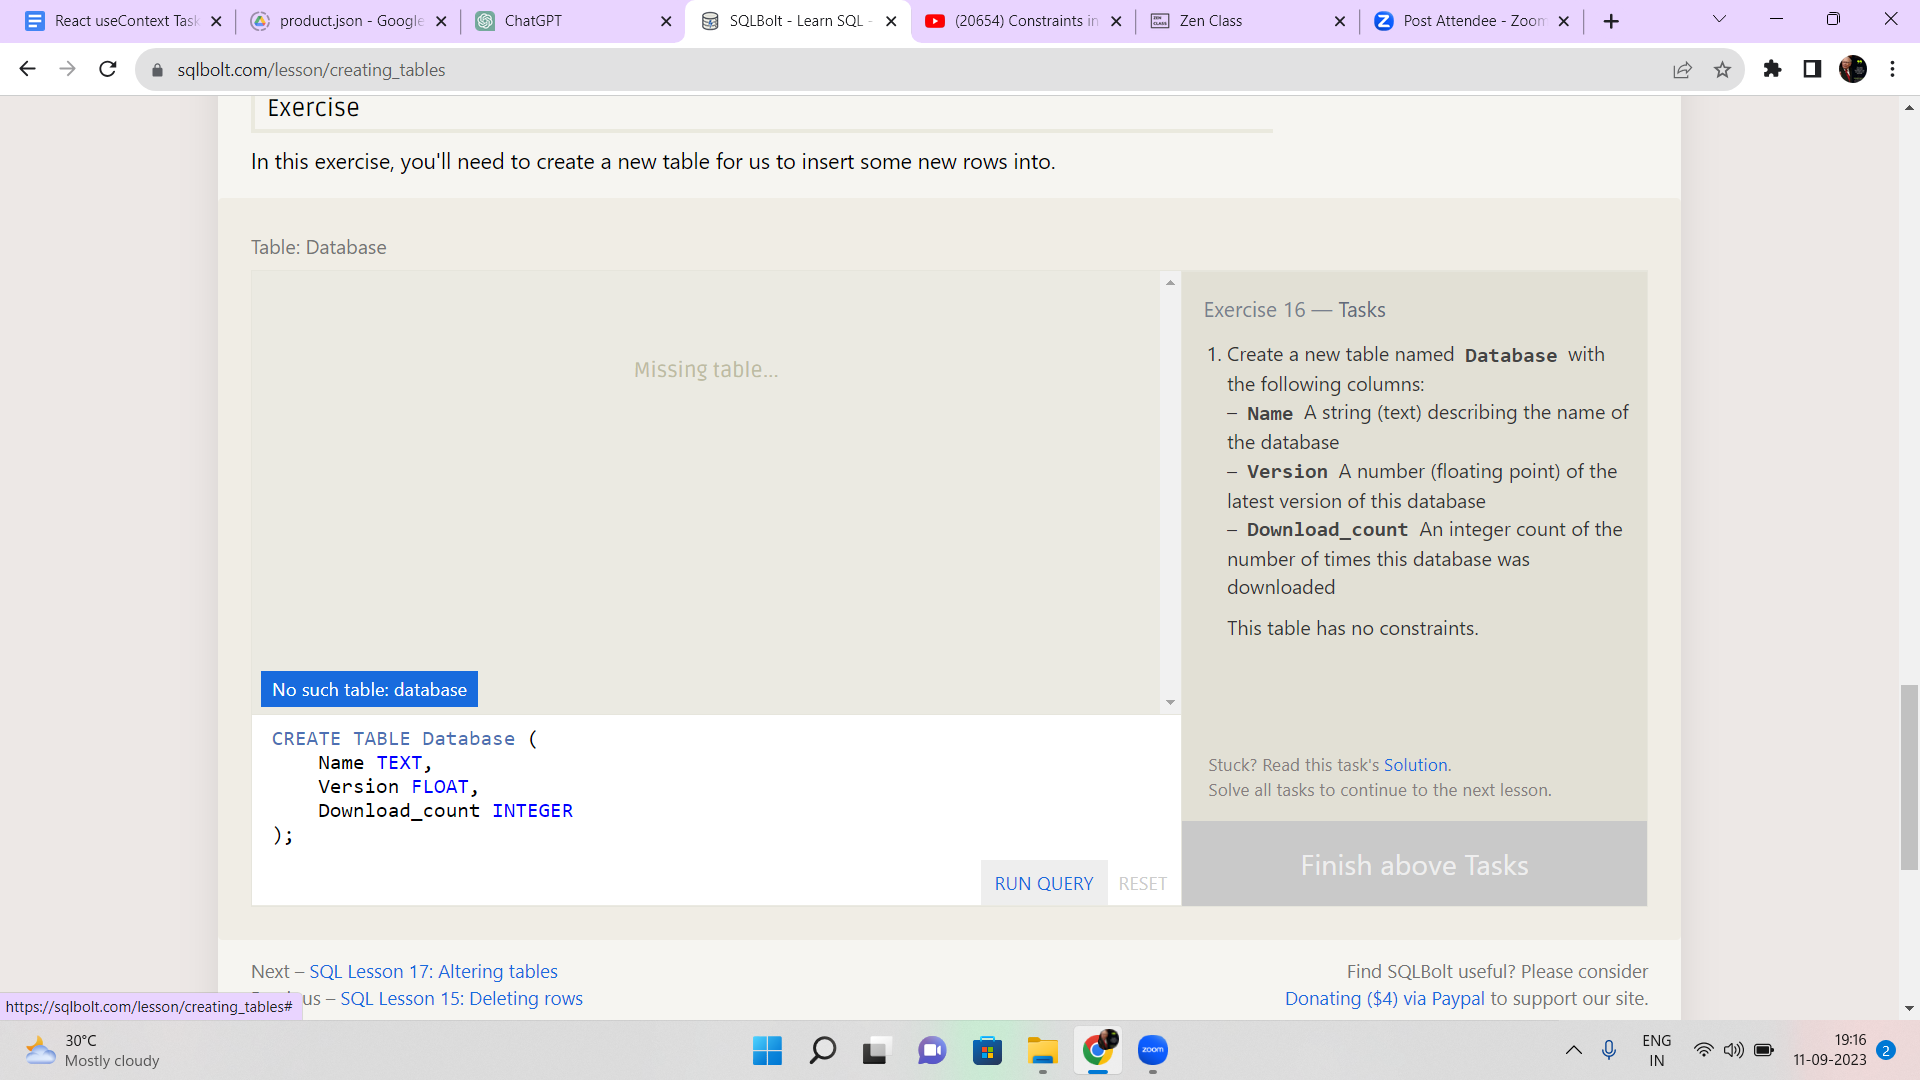 React useContext Task
product.json - Google
ChatGPT
SQLBolt - Learn SQL -
(20654) Constraints in
Zen Class
Post Attendee - Zoom
sqlbolt.com/lesson/creating_tables
Exercise
In this exercise, you'll need to create a new table for us to insert some new rows into.
Table: Database
Missing table...
No such table: database
CREATE TABLE Database (
Name TEXT,
Version FLOAT,
Download_count INTEGER
);
RUN QUERY RESET
Exercise 16 — Tasks
1. Create a new table named Database with
the following columns:
– Name A string (text) describing the name of
the database
– Version A number (floating point) of the
latest version of this database
– Download_count An integer count of the
number of times this database was
downloaded
This table has no constraints.
Stuck? Read this task's Solution.
Solve all tasks to continue to the next lesson.
Finish above Tasks
Next – SQL Lesson 17: Altering tables
us – SQL Lesson 15: Deleting rows
Find SQLBolt useful? Please consider
Donating ($4) via Paypal to support our site.
https://sqlbolt.com/lesson/creating_tables#
30°C
Mostly cloudy
zoom
ENG
IN
19:16
11-09-2023
2